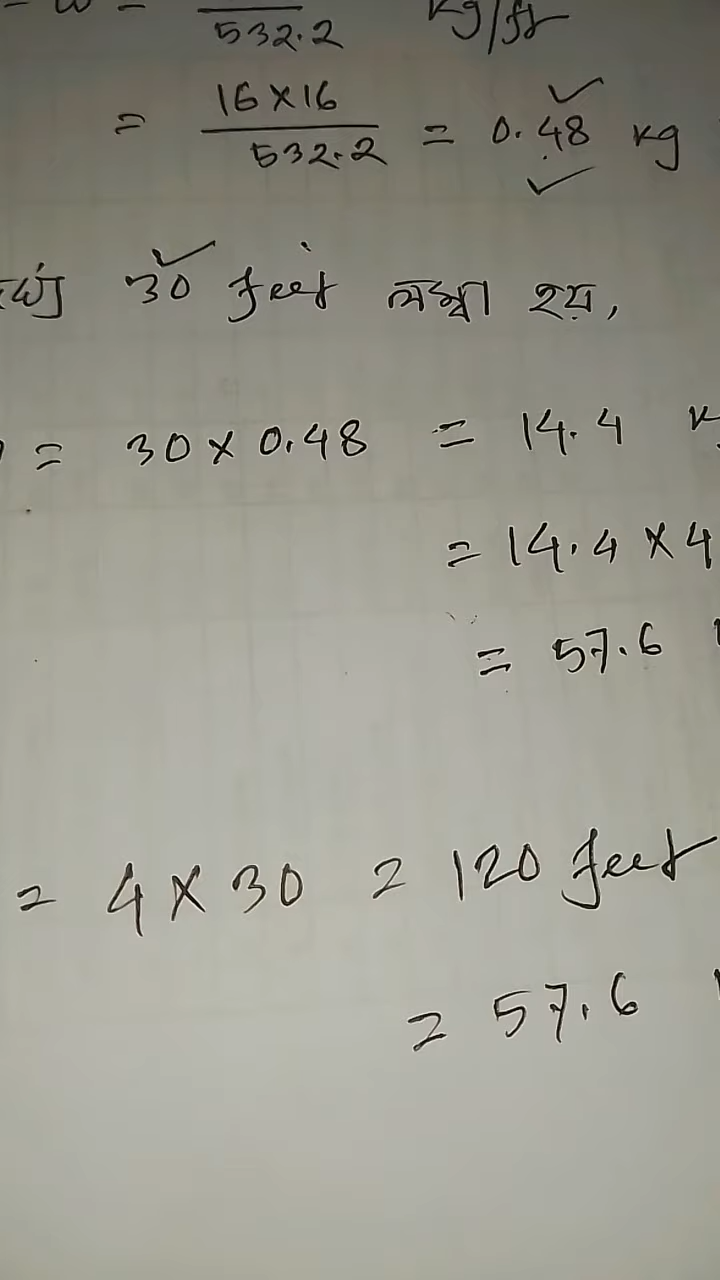 = w = 532.2 kg/ft
= 16×16 / 532.2 = 0.48 kg
30 feet লম্বা হয়,
= 30 × 0.48 = 14.4 K
= 14.4 × 4
= 57.6
= 4 × 30 = 120 feet
= 57.6